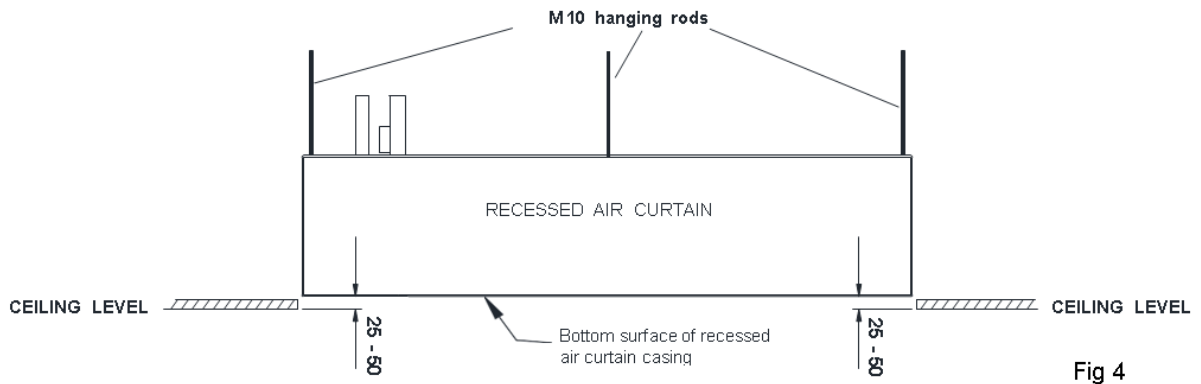 M10 hanging rods
RECESSED AIR CURTAIN
CEILING LEVEL
CEILING LEVEL
25 - 50
25 - 50
Bottom surface of recessed
air curtain casing
Fig 4